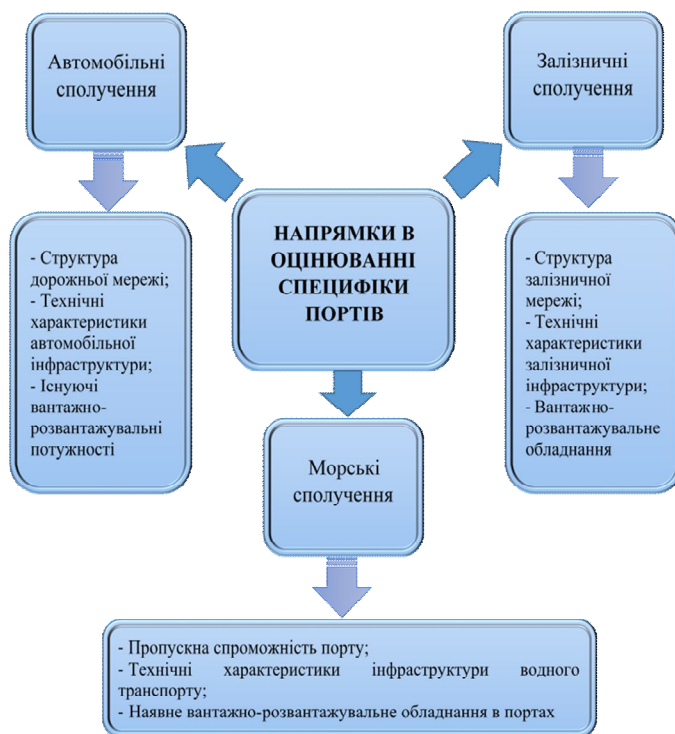 Автомобільні
сполучення
Залізничні
сполучення
НАПРЯМКИ В
ОЦІНЮВАННІ
СПЕЦИФІКИ
ПОРТІВ
- Структура
дорожньої мережі;
- Технічні
характеристики
автомобільної
інфраструктури;
- Існуючі
вантажно-
розвантажувальні
потужності
- Структура
залізничної
мережі;
- Технічні
характеристики
залізничної
інфраструктури;
- Вантажно-
розвантажувальне
обладнання
Морські
сполучення
- Пропускна спроможність порту;
- Технічні характеристики інфраструктури водного
транспорту;
- Наявне вантажно-розвантажувальне обладнання в портах